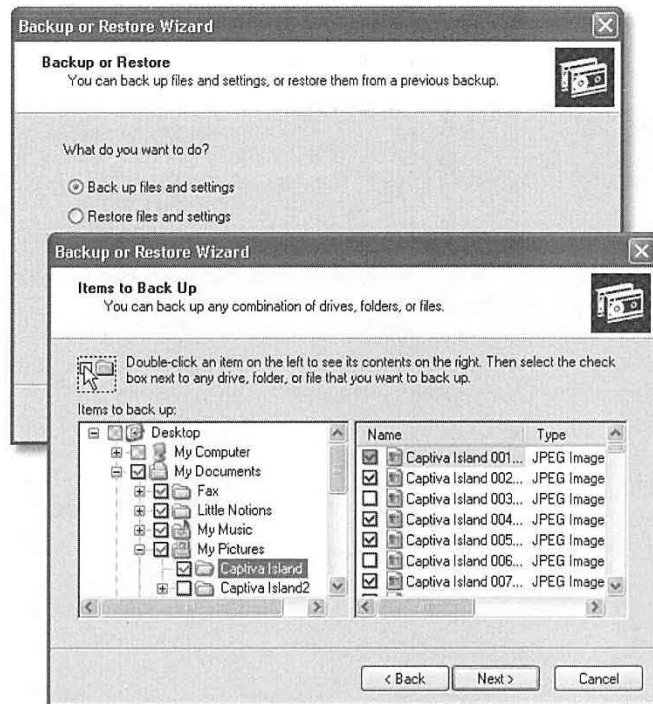 Backup or Restore Wizard
Backup or Restore
You can back up files and settings, or restore them from a previous backup.
What do you want to do?
Back up files and settings
Restore files and settings
Backup or Restore Wizard
Items to Back Up
You can back up any combination of drives, folders, or files.
Double-click an item on the left to see its contents on the right. Then select the check
box next to any drive, folder, or file that you want to back up.
Items to back up:
Desktop
My Computer
My Documents
Fax
Little Notions
My Music
My Pictures
Captiva Island
Captiva Island2
Name Type
Captiva Island 001... JPEG Image
Captiva Island 002... JPEG Image
Captiva Island 003... JPEG Image
Captiva Island 004... JPEG Image
Captiva Island 005... JPEG Image
Captiva Island 006... JPEG Image
Captiva Island 007... JPEG Image
< Back Next > Cancel